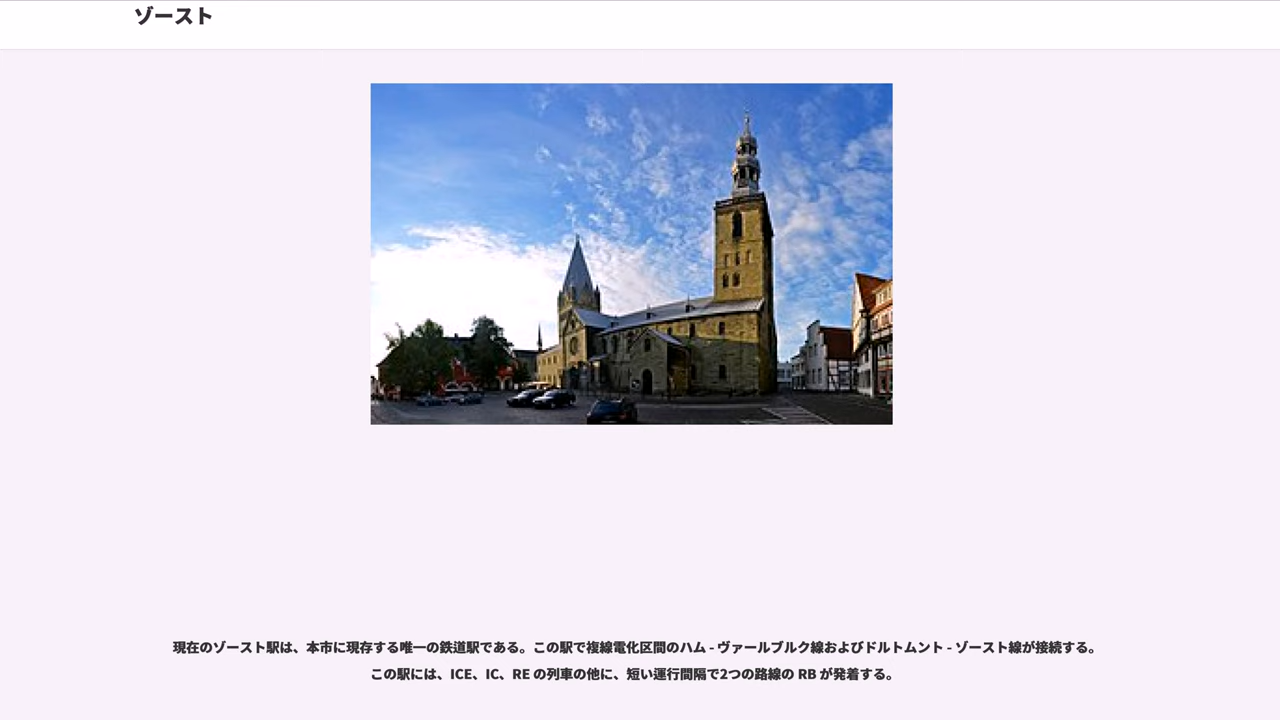 ゾースト
現在のゾースト駅は、本市に現存する唯一の鉄道駅である。この駅で複線電化区間のハム - ヴァールブルク線およびドルトムント - ゾースト線が接続する。
この駅には、ICE、IC、RE の列車の他に、短い運行間隔で2つの路線の RB が発着する。